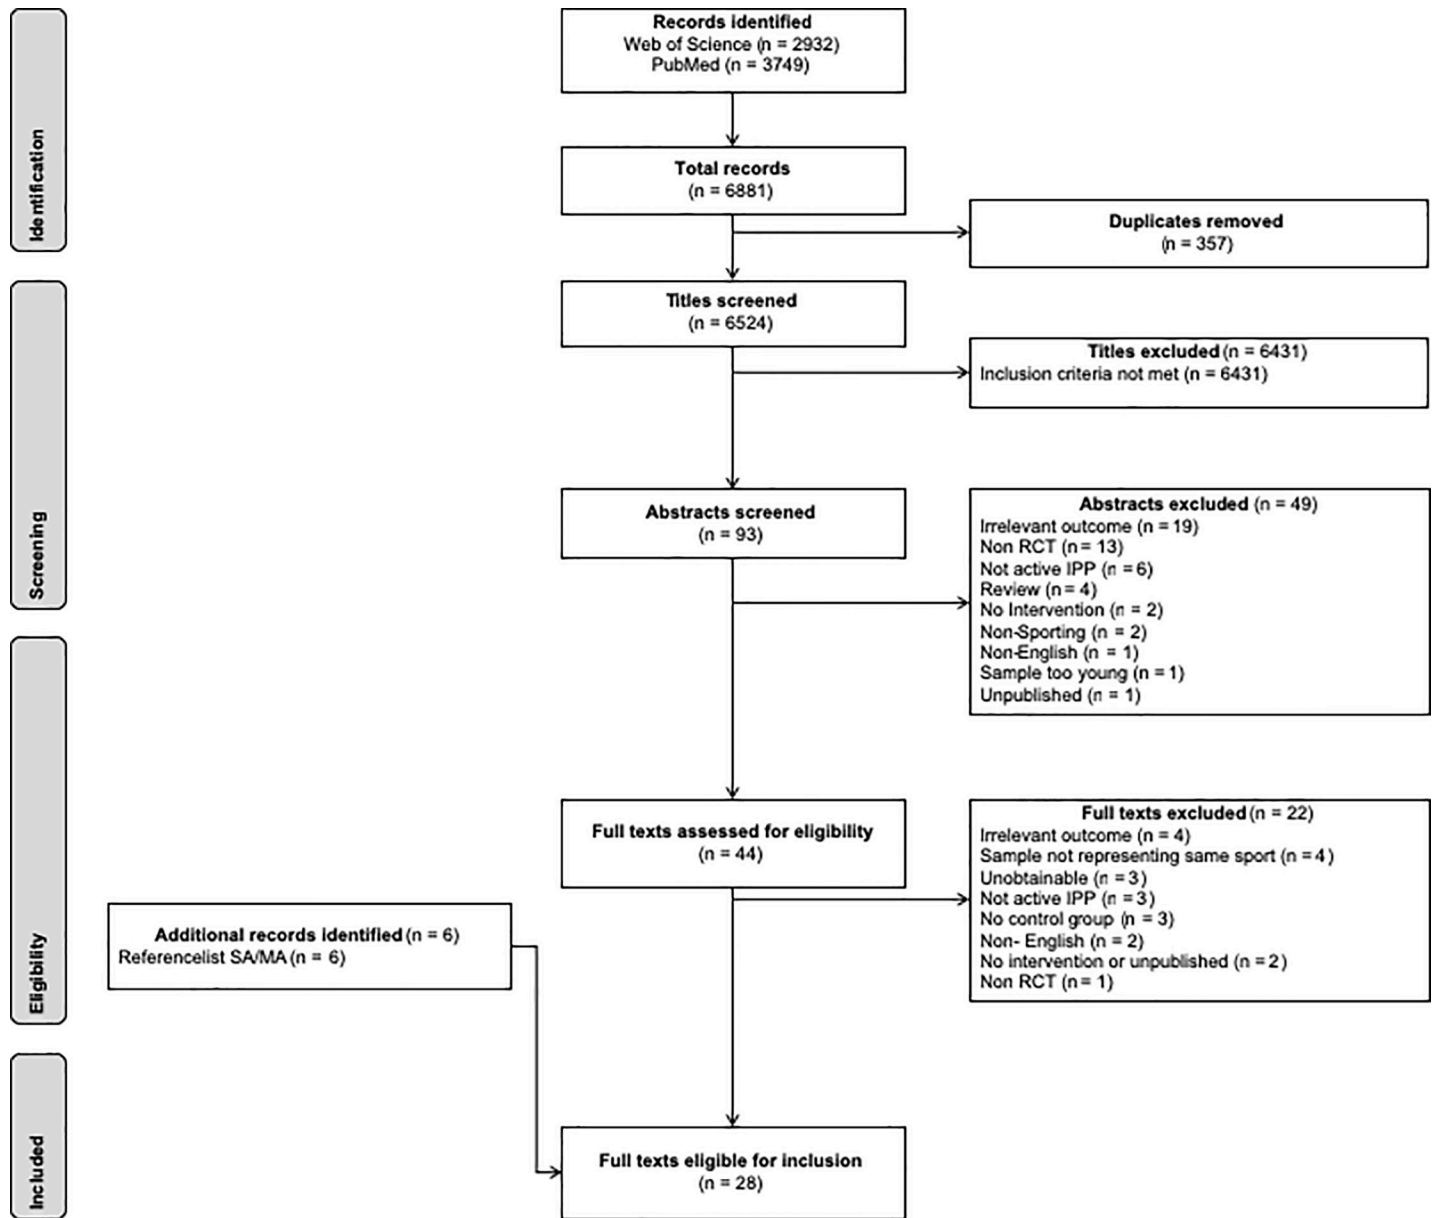 Identification
Records identified
Web of Science (n = 2932)
PubMed (n = 3749)
Total records
(n = 6881)
Duplicates removed
(n = 357)
Screening
Titles screened
(n = 6524)
Titles excluded (n = 6431)
Inclusion criteria not met (n = 6431)
Abstracts screened
(n = 93)
Abstracts excluded (n = 49)
Irrelevant outcome (n = 19)
Non RCT (n = 13)
Not active IPP (n = 6)
Review (n = 4)
No Intervention (n = 2)
Non-Sporting (n = 2)
Non-English (n = 1)
Sample too young (n = 1)
Unpublished (n = 1)
Eligibility
Full texts assessed for eligibility
(n = 44)
Full texts excluded (n = 22)
Irrelevant outcome (n = 4)
Sample not representing same sport (n = 4)
Unobtainable (n = 3)
Not active IPP (n = 3)
No control group (n = 3)
Non- English (n = 2)
No intervention or unpublished (n = 2)
Non RCT (n = 1)
Additional records identified (n = 6)
Referencelist SA/MA (n = 6)
Included
Full texts eligible for inclusion
(n = 28)